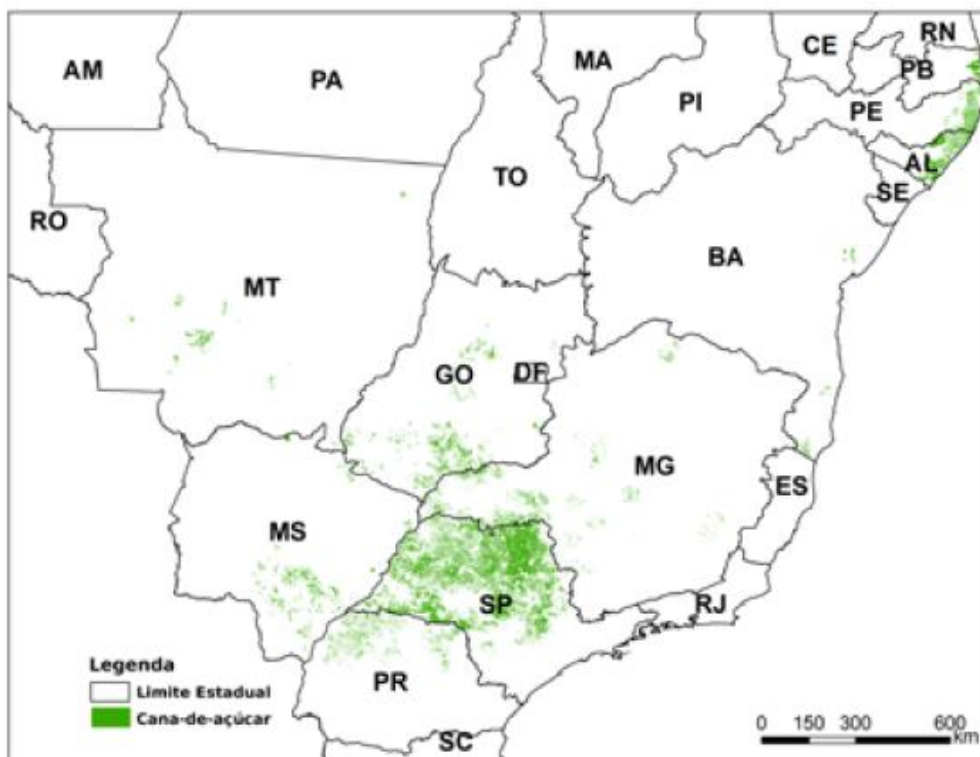 CE
RN
AM
PA
MA
PB
PI
PE
TO
AL
SE
RO
BA
MT
GO
DF
MG
ES
MS
SP
RJ
PR
SC
Legenda
Limite Estadual
Cana-de-açúcar
0 150 300 600
km